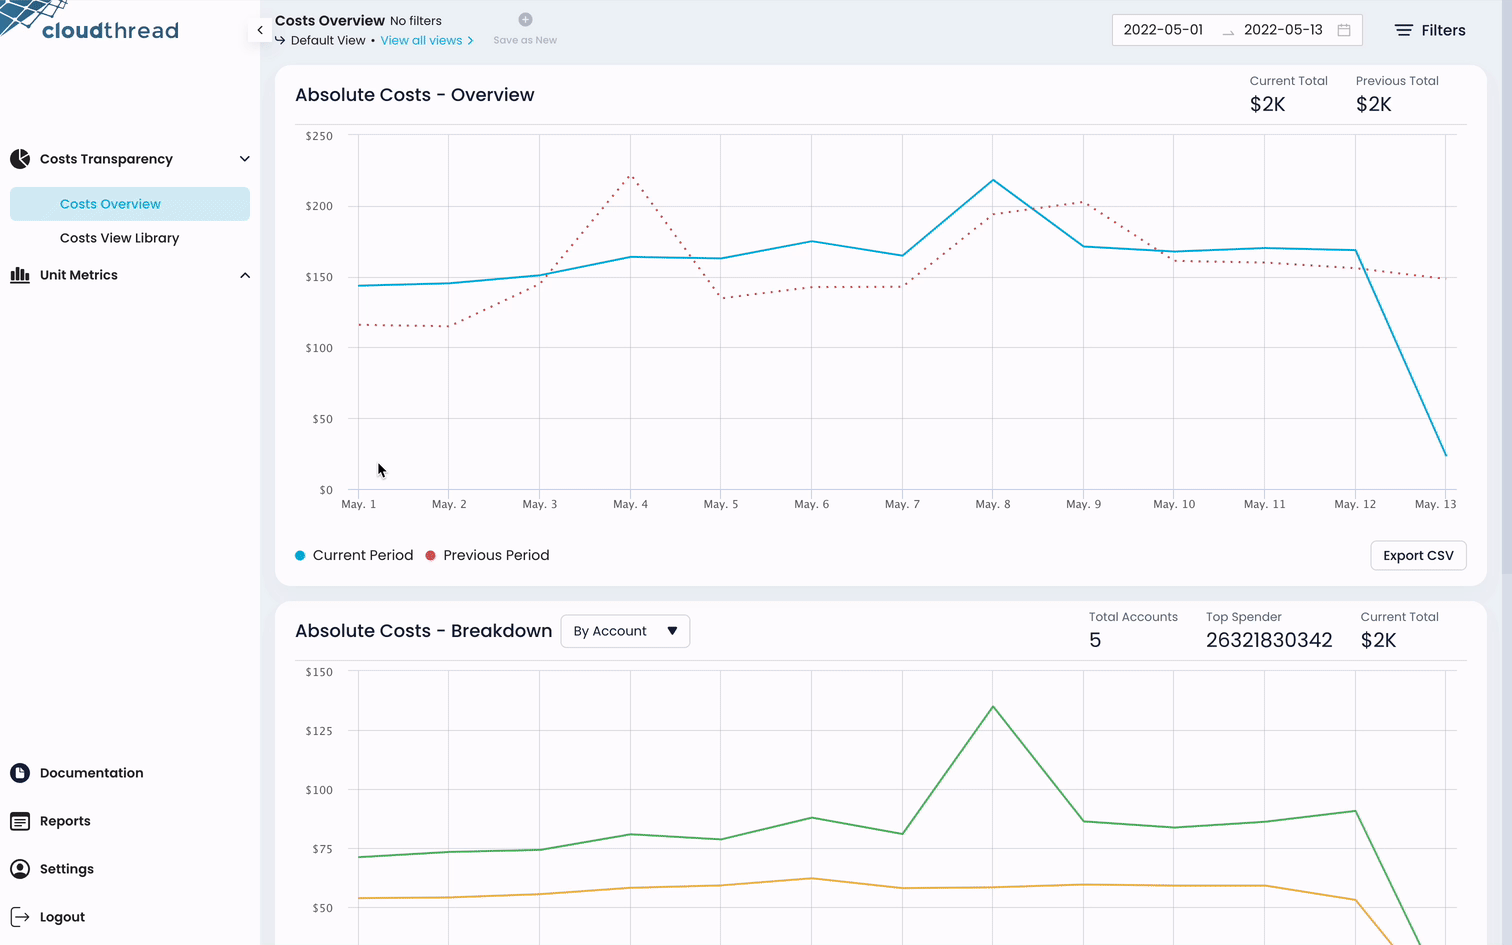 cloudthread
Costs Transparency
Costs Overview
Costs View Library
Unit Metrics
Documentation
Reports
Settings
Logout
Costs Overview No filters
Default View • View all views
Save as New
2022-05-01 2022-05-13
Filters
Absolute Costs - Overview
Current Total
$2K
Previous Total
$2K
$250
$200
$150
$100
$50
$0
May. 1 May. 2 May. 3 May. 4 May. 5 May. 6 May. 7 May. 8 May. 9 May. 10 May. 11 May. 12 May. 13
Current Period Previous Period
Export CSV
Absolute Costs - Breakdown
By Account
Total Accounts
5
Top Spender
26321830342
Current Total
$2K
$150
$125
$100
$75
$50